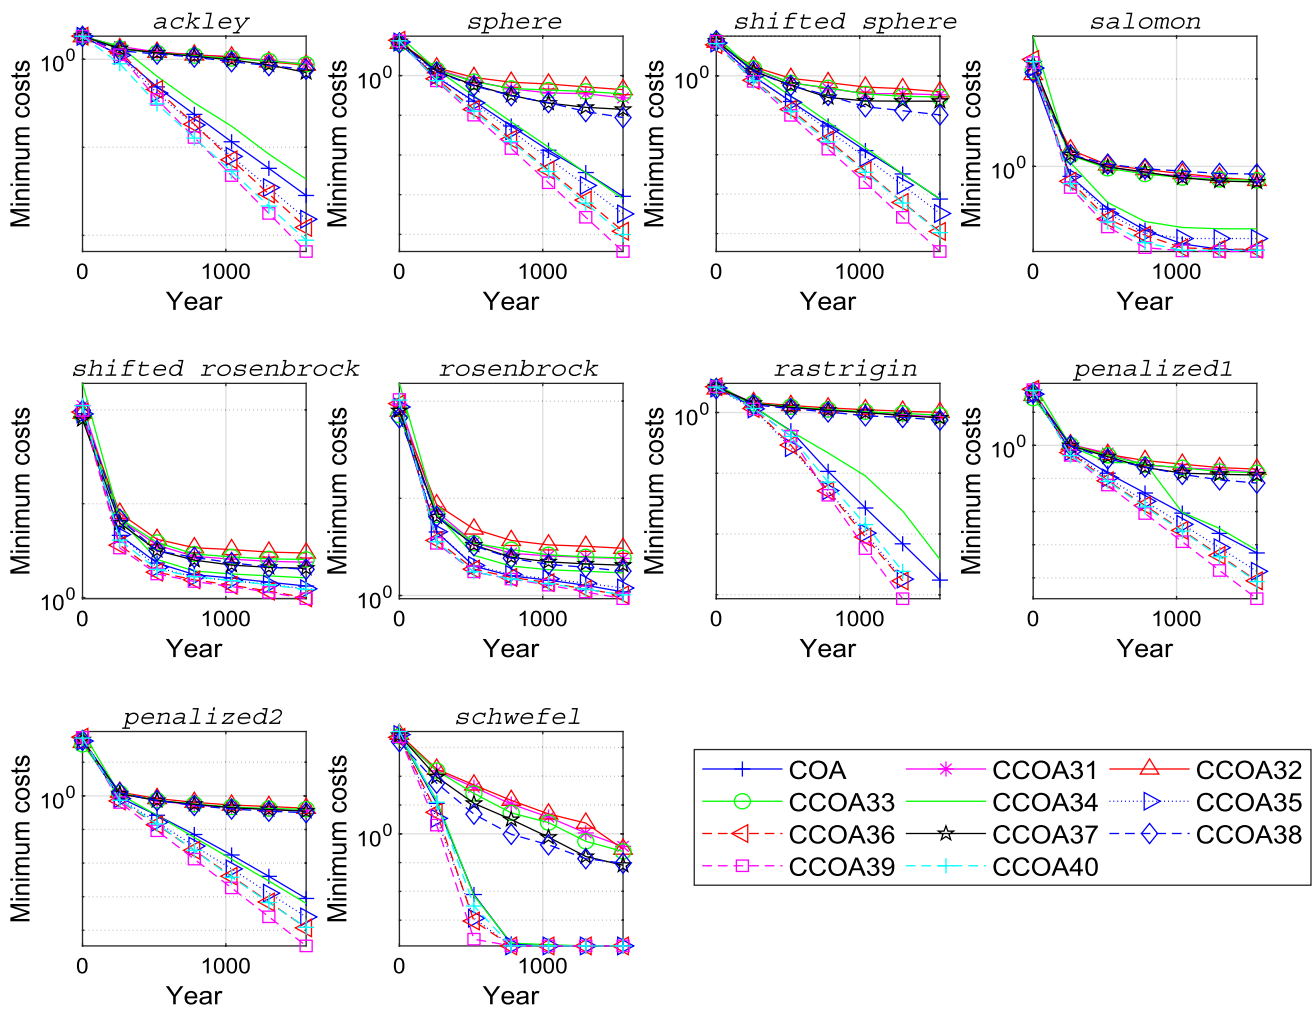 ackley
sphere
shifted sphere
salomon
Minimum costs
10^0
0
1000
Year
Minimum costs
10^0
0
1000
Year
Minimum costs
10^0
0
1000
Year
Minimum costs
10^0
0
1000
Year
shifted rosenbrock
rosenbrock
rastrigin
penalized1
Minimum costs
10^0
0
1000
Year
Minimum costs
10^0
0
1000
Year
Minimum costs
10^0
0
1000
Year
Minimum costs
10^0
0
1000
Year
penalized2
schwefel
Minimum costs
10^0
0
1000
Year
Minimum costs
10^0
0
1000
Year
COA CCOA31 CCOA32
CCOA33 CCOA34 CCOA35
CCOA36 CCOA37 CCOA38
CCOA39 CCOA40